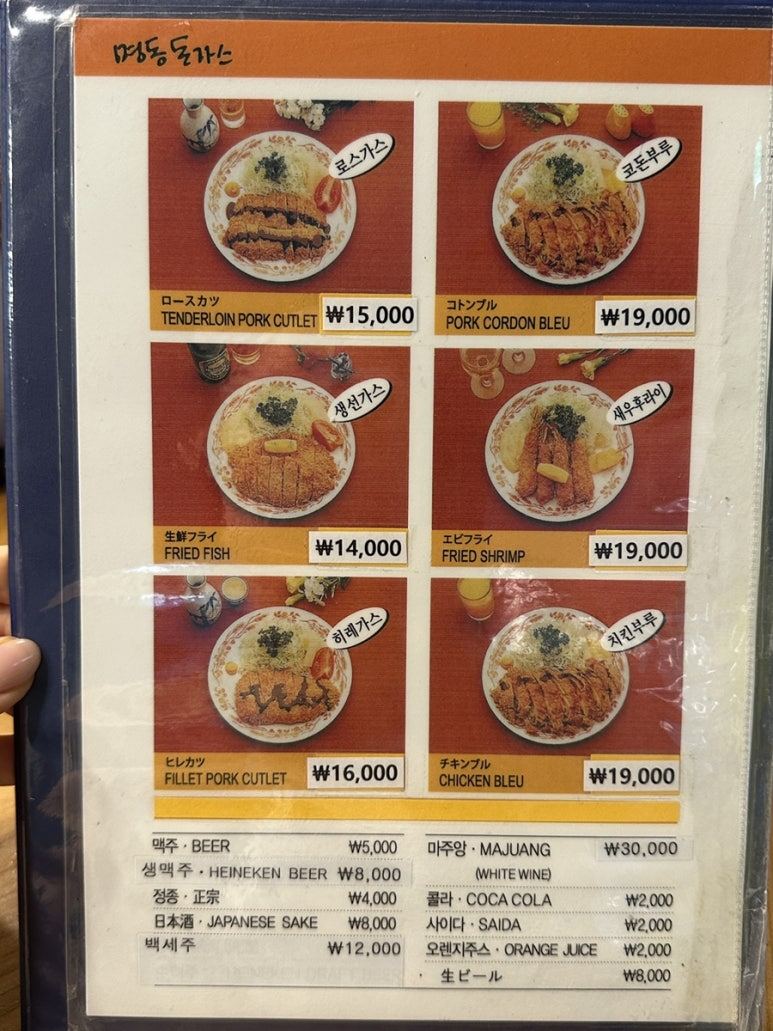 명동돈가스
로스가스
ロースカツ
TENDERLOIN PORK CUTLET ₩15,000
코돈부루
コトンブル
PORK CORDON BLEU ₩19,000
생선가스
生鮮フライ
FRIED FISH ₩14,000
새우후라이
エビフライ
FRIED SHRIMP ₩19,000
히레가스
ヒレカツ
FILLET PORK CUTLET ₩16,000
치킨부루
チキンブル
CHICKEN BLEU ₩19,000
맥주 · BEER ₩5,000
생맥주 · HEINEKEN BEER ₩8,000
정종 · 正宗 ₩4,000
日本酒 · JAPANESE SAKE ₩8,000
백세주 ₩12,000
마주앙 · MAJUANG ₩30,000
(WHITE WINE)
콜라 · COCA COLA ₩2,000
사이다 · SAIDA ₩2,000
오렌지주스 · ORANGE JUICE ₩2,000
· 生ビール ₩8,000